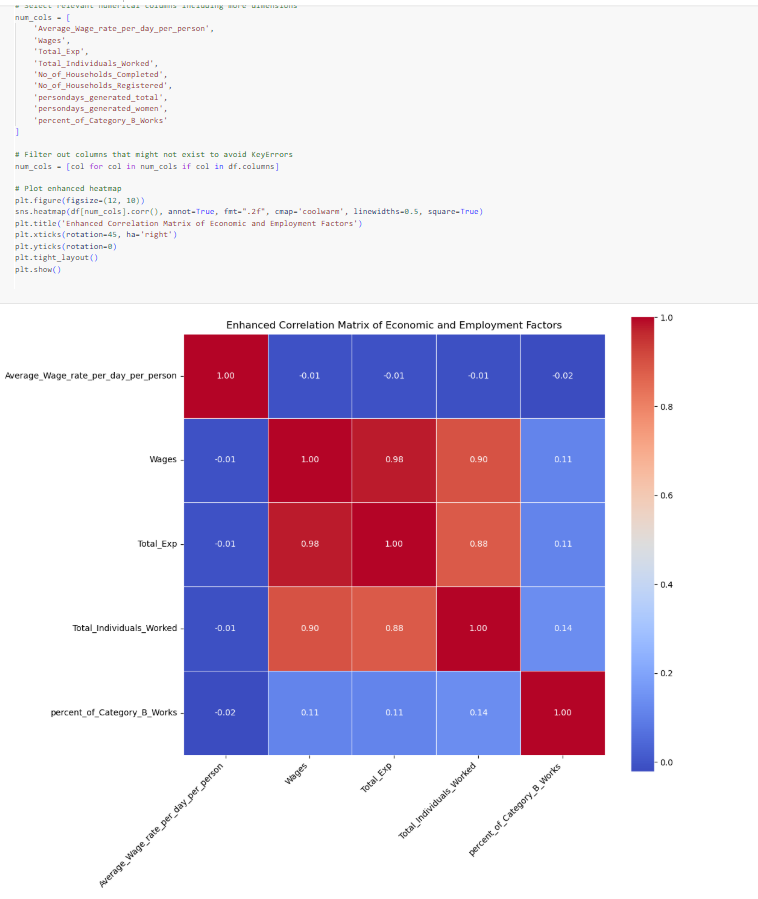 # Select relevant numerical columns including more dimensions
num_cols = [
    'Average_Wage_rate_per_day_per_person',
    'Wages',
    'Total_Exp',
    'Total_Individuals_Worked',
    'No_of_Households_Completed',
    'No_of_Households_Registered',
    'persondays_generated_total',
    'persondays_generated_women',
    'percent_of_Category_B_Works'
]
# Filter out columns that might not exist to avoid KeyErrors
num_cols = [col for col in num_cols if col in df.columns]
# Plot enhanced heatmap
plt.figure(figsize=(12, 10))
sns.heatmap(df[num_cols].corr(), annot=True, fmt=".2f", cmap='coolwarm', linewidths=0.5, square=True)
plt.title('Enhanced Correlation Matrix of Economic and Employment Factors')
plt.xticks(rotation=45, ha='right')
plt.yticks(rotation=0)
plt.tight_layout()
plt.show()
Enhanced Correlation Matrix of Economic and Employment Factors
Average_Wage_rate_per_day_per_person 1.00 -0.01 -0.01 -0.01 -0.02
Wages -0.01 1.00 0.98 0.90 0.11
Total_Exp -0.01 0.98 1.00 0.88 0.11
Total_Individuals_Worked -0.01 0.90 0.88 1.00 0.14
percent_of_Category_B_Works -0.02 0.11 0.11 0.14 1.00
Average_Wage_rate_per_day_per_person
Wages
Total_Exp
Total_Individuals_Worked
percent_of_Category_B_Works
1.0
0.8
0.6
0.4
0.2
0.0